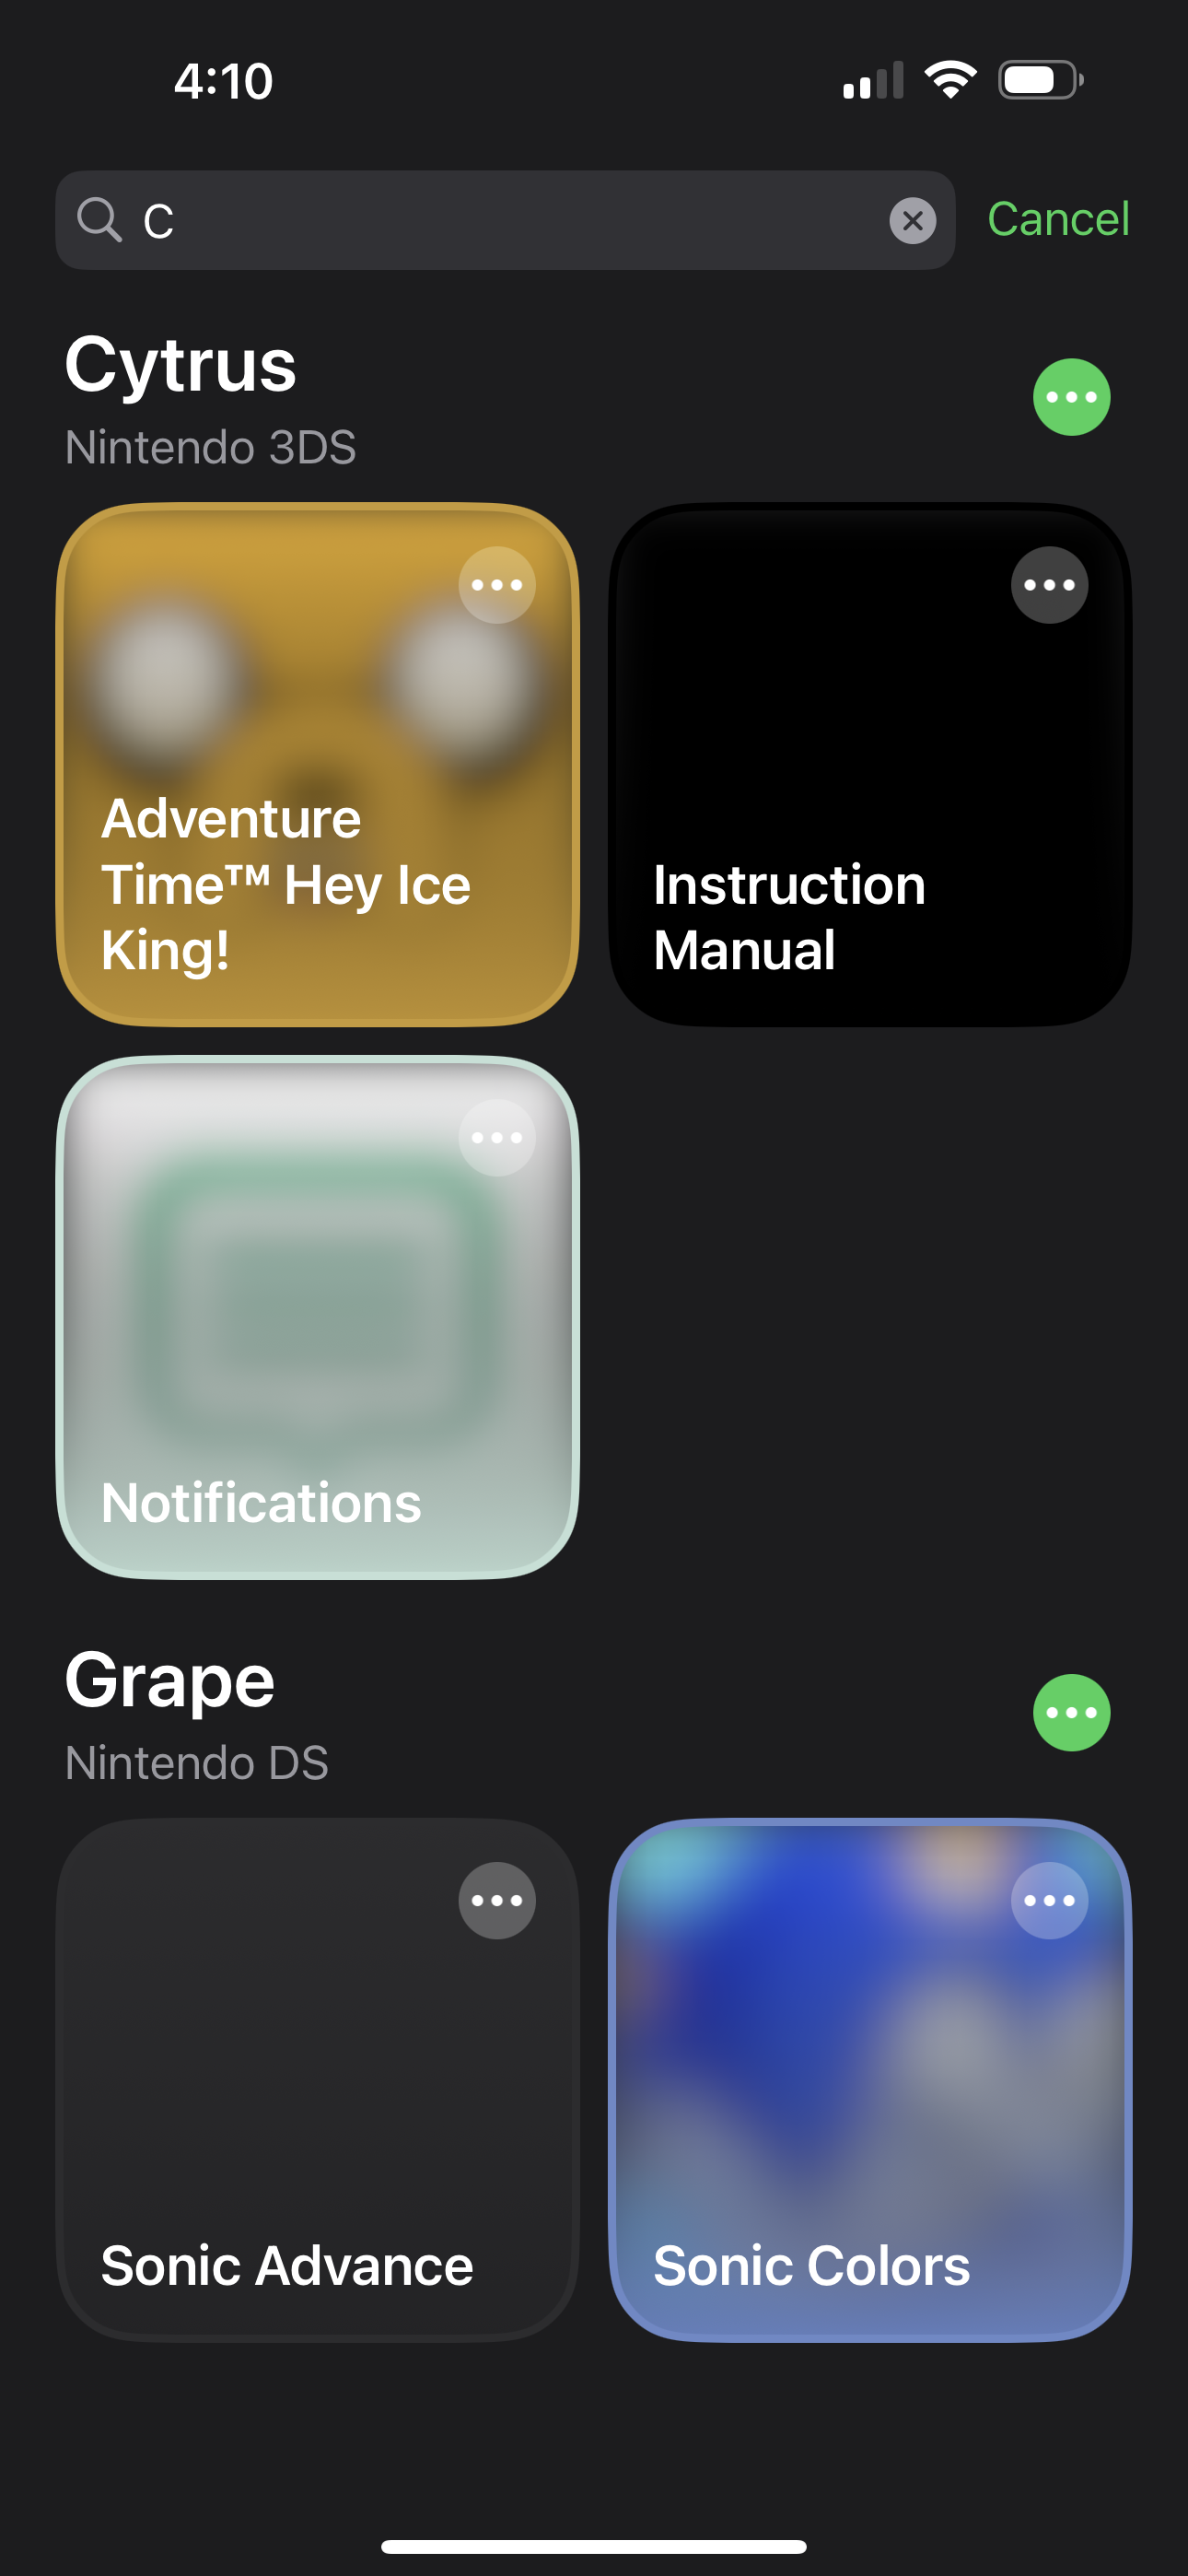 4:10
C
Cancel
Cytrus
Nintendo 3DS
Adventure
Time™ Hey Ice
King!
Instruction
Manual
Notifications
Grape
Nintendo DS
Sonic Advance
Sonic Colors